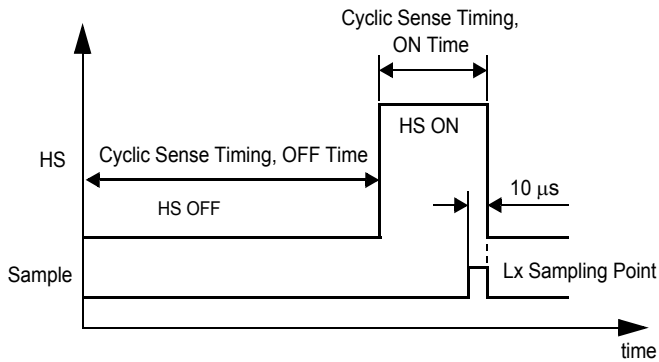 Cyclic Sense Timing,
ON Time
HS ON
HS
Cyclic Sense Timing, OFF Time
10 μs
HS OFF
Sample
Lx Sampling Point
time